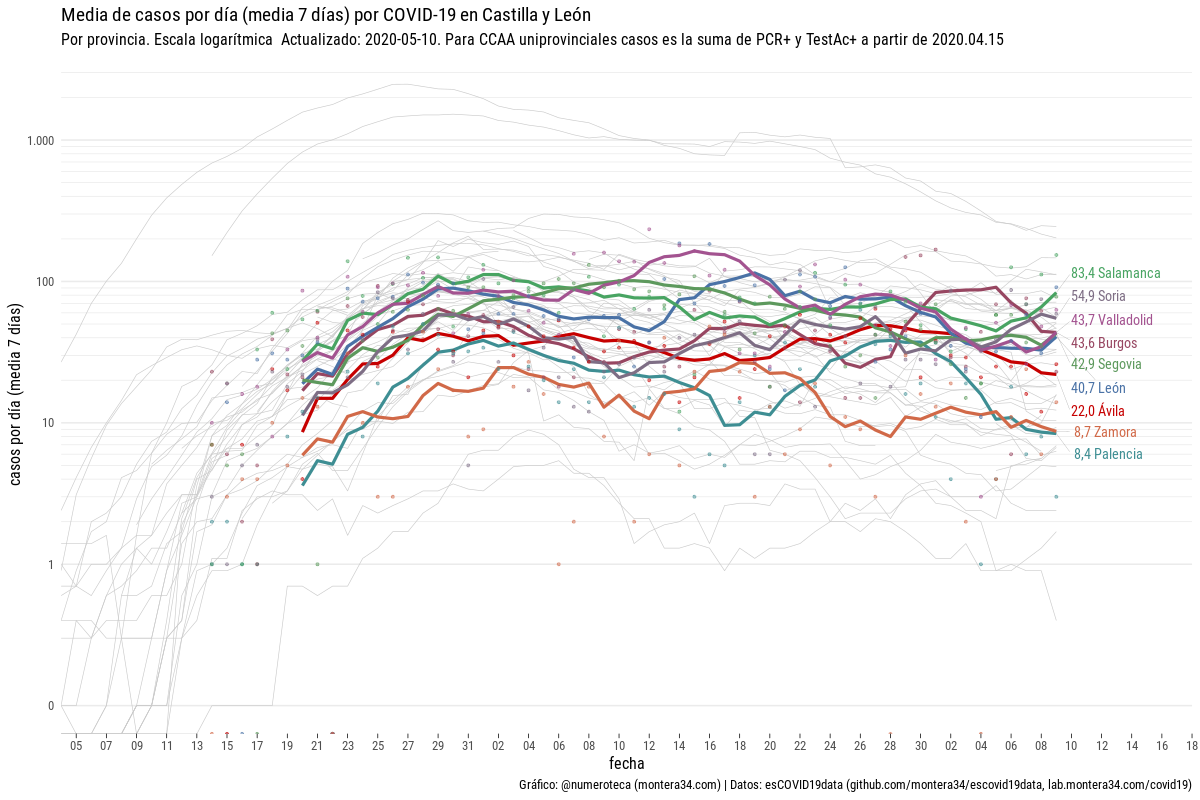 Media de casos por día (media 7 días) por COVID-19 en Castilla y León
Por provincia. Escala logarítmica  Actualizado: 2020-05-10. Para CCAA uniprovinciales casos es la suma de PCR+ y TestAc+ a partir de 2020.04.15
casos por día (media 7 días)
1.000
100
10
1
0
83,4 Salamanca
54,9 Soria
43,7 Valladolid
43,6 Burgos
42,9 Segovia
40,7 León
22,0 Ávila
8,7 Zamora
8,4 Palencia
05 07 09 11 13 15 17 19 21 23 25 27 29 31 02 04 06 08 10 12 14 16 18 20 22 24 26 28 30 02 04 06 08 10 12 14 16 18
fecha
Gráfico: @numeroteca (montera34.com) | Datos: esCOVID19data (github.com/montera34/escovid19data, lab.montera34.com/covid19)